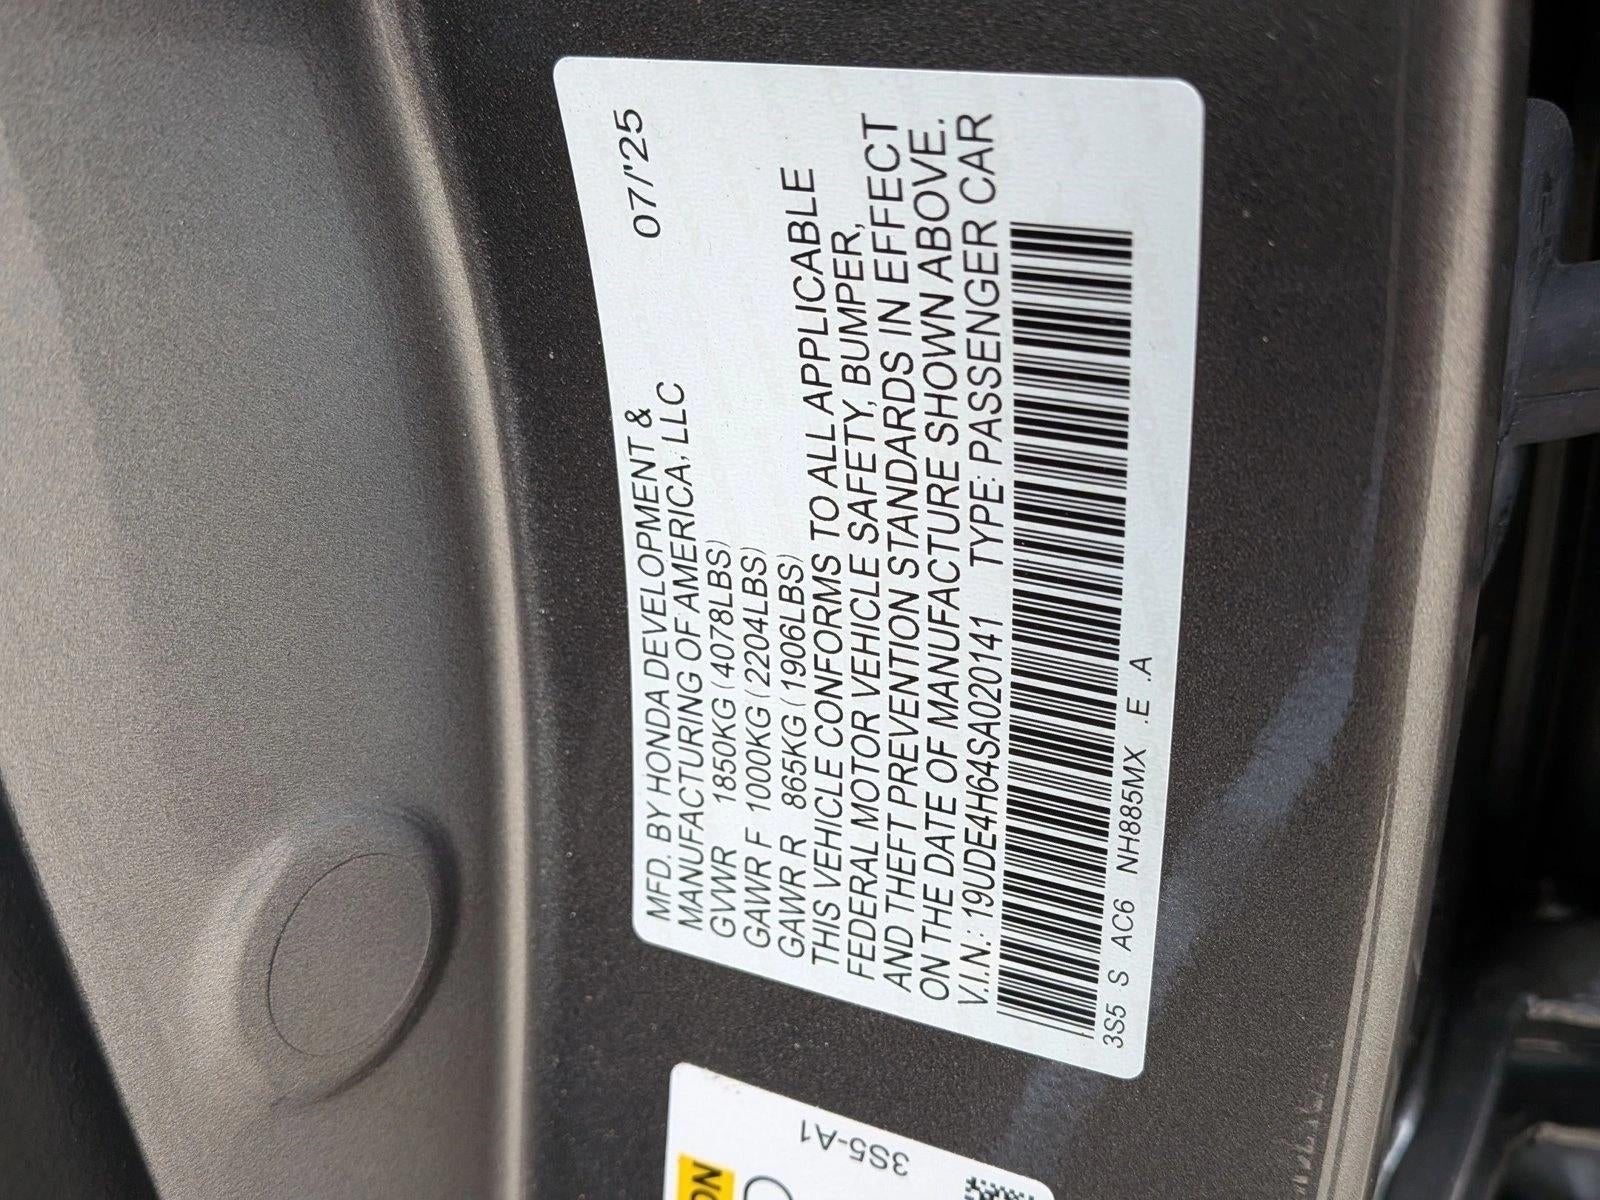 07/'25
MFD. BY HONDA DEVELOPMENT &
MANUFACTURING OF AMERICA, LLC
GVWR 1850KG (4078LBS)
GAWR F 1000KG (2204LBS)
GAWR R 865KG (1906LBS)
THIS VEHICLE CONFORMS TO ALL APPLICABLE
FEDERAL MOTOR VEHICLE SAFETY, BUMPER,
AND THEFT PREVENTION STANDARDS IN EFFECT
ON THE DATE OF MANUFACTURE SHOWN ABOVE.
V.I.N.: 19UDE4H64SA020141 TYPE: PASSENGER CAR
3S5 S AC6 NH885MX .E .A
3S5-A1